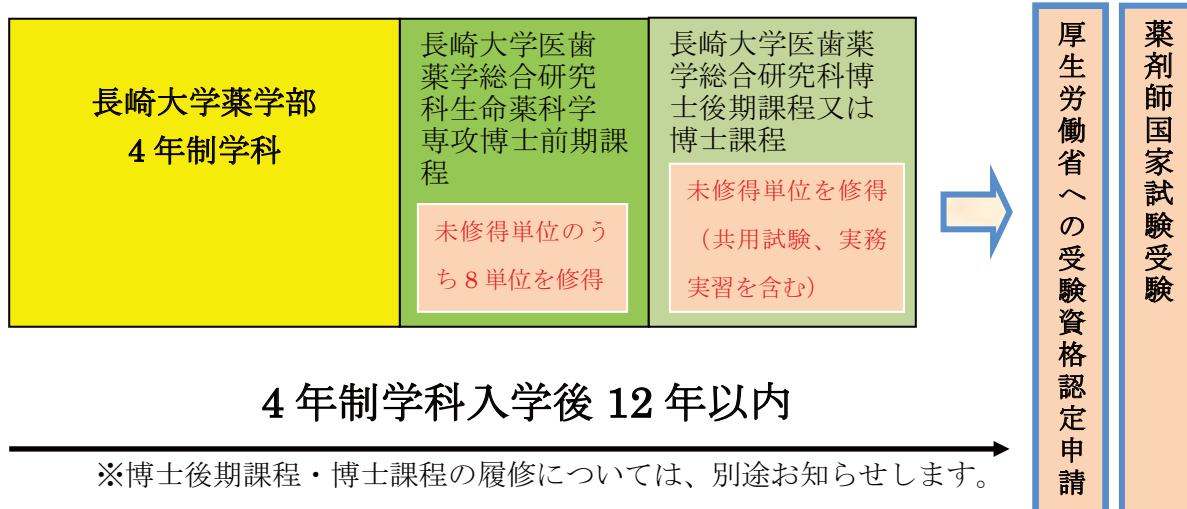 長崎大学薬学部
4年制学科
長崎大学医歯
薬学総合研究
科生命薬科学
専攻博士前期課
程
未修得単位のう
ち8単位を修得
長崎大学医歯薬
学総合研究科博
士後期課程又は
博士課程
未修得単位を修得
（共用試験、実務
実習を含む）
厚生労働省への受験資格認定申請
薬剤師国家試験受験
4年制学科入学後12年以内
※博士後期課程・博士課程の履修については、別途お知らせします。